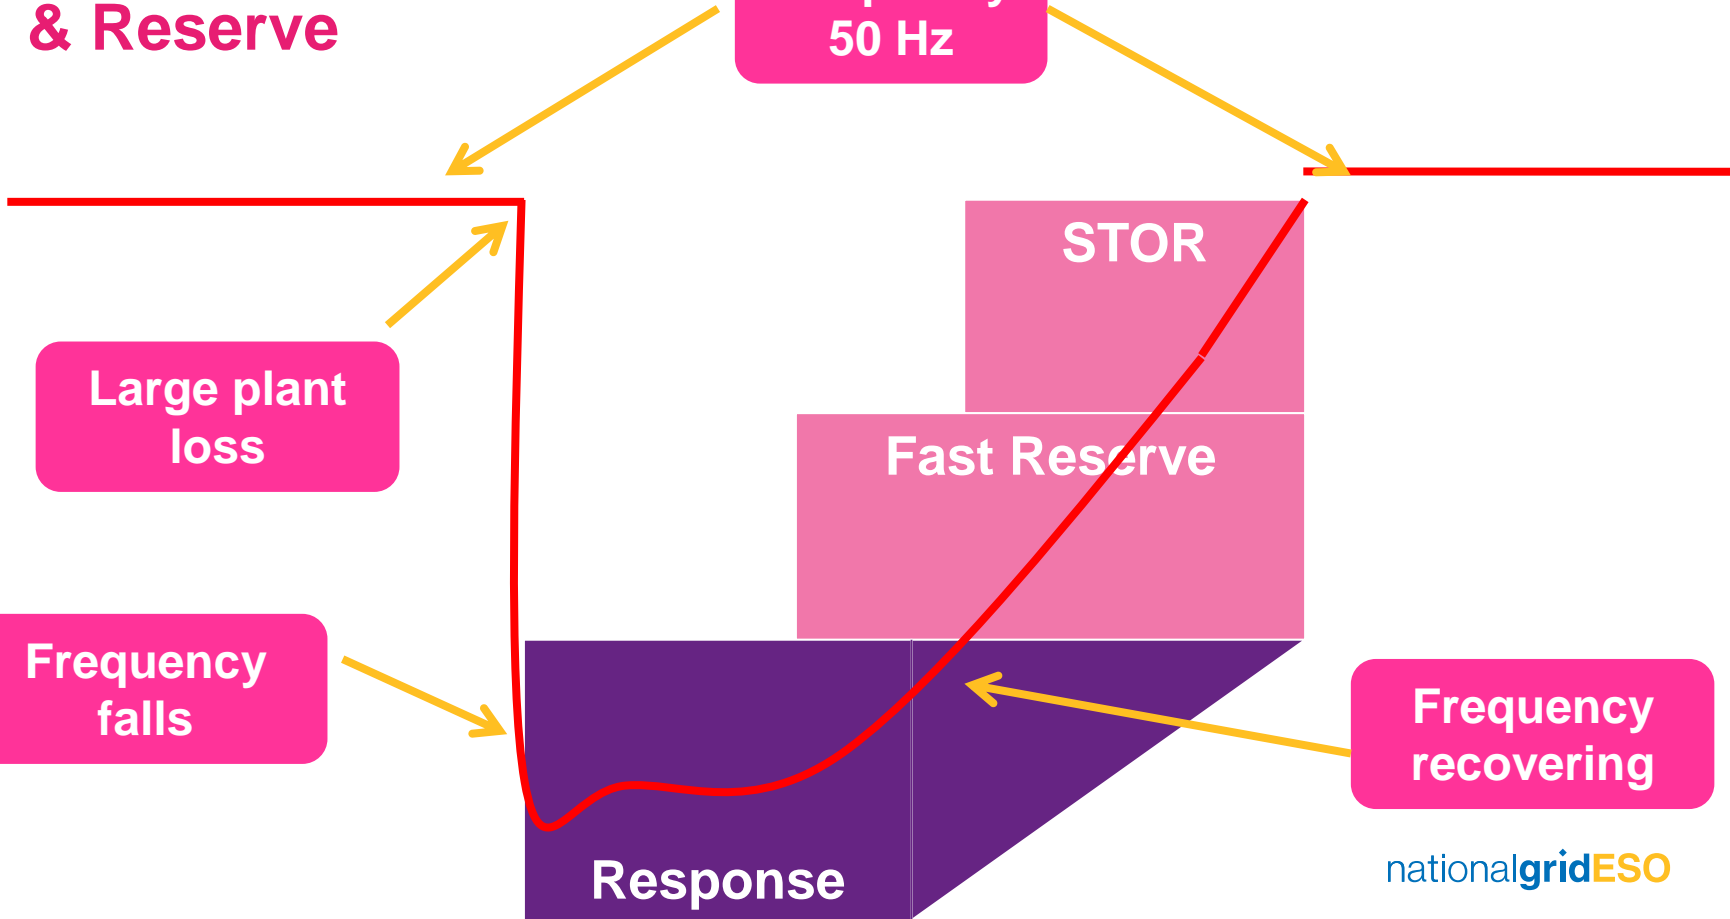 & Reserve
50 Hz
STOR
Large plant
loss
Fast Reserve
Frequency
falls
Frequency
recovering
Response
nationalgridESO